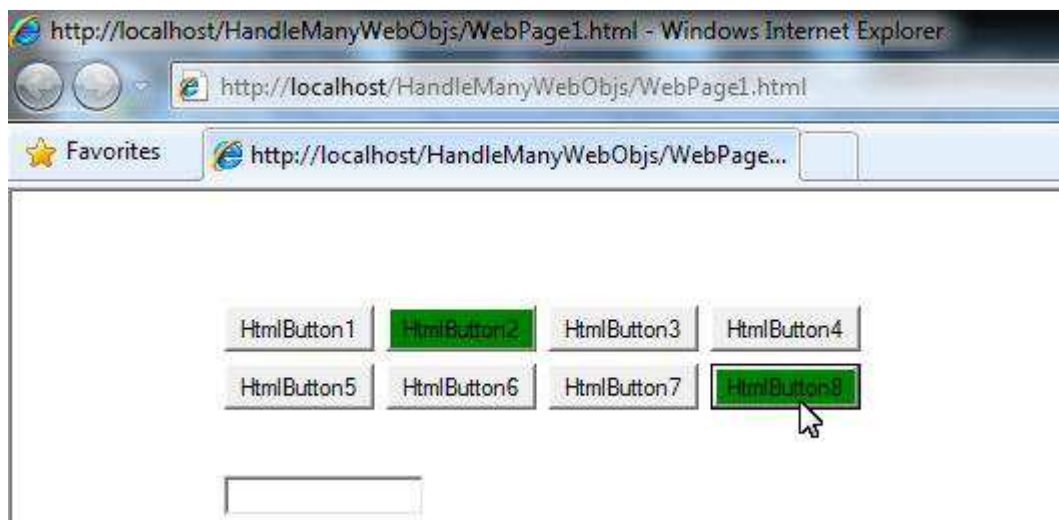 http://localhost/HandleManyWebObjs/WebPage1.html - Windows Internet Explorer
http://localhost/HandleManyWebObjs/WebPage1.html
Favorites http://localhost/HandleManyWebObjs/WebPage...
HtmlButton1 HtmlButton2 HtmlButton3 HtmlButton4
HtmlButton5 HtmlButton6 HtmlButton7 HtmlButton8